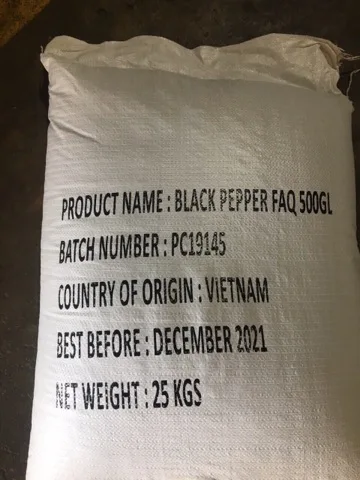 PRODUCT NAME : BLACK PEPPER FAQ 500GL
BATCH NUMBER : PC19145
COUNTRY OF ORIGIN : VIETNAM
BEST BEFORE : DECEMBER 2021
NET WEIGHT : 25 KGS